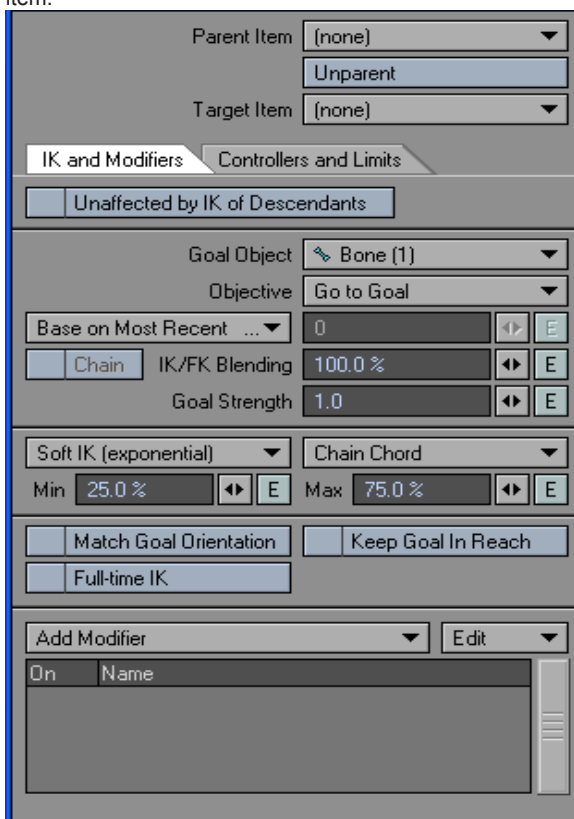 item.
Parent Item (none)
Unparent
Target Item (none)
IK and Modifiers Controllers and Limits
Unaffected by IK of Descendants
Goal Object Bone (1)
Objective Go to Goal
Base on Most Recent ... 0 E
Chain IK/FK Blending 100.0 % E
Goal Strength 1.0 E
Soft IK (exponential) Chain Chord
Min 25.0 % E Max 75.0 % E
Match Goal Orientation Keep Goal In Reach
Full-time IK
Add Modifier Edit
On Name